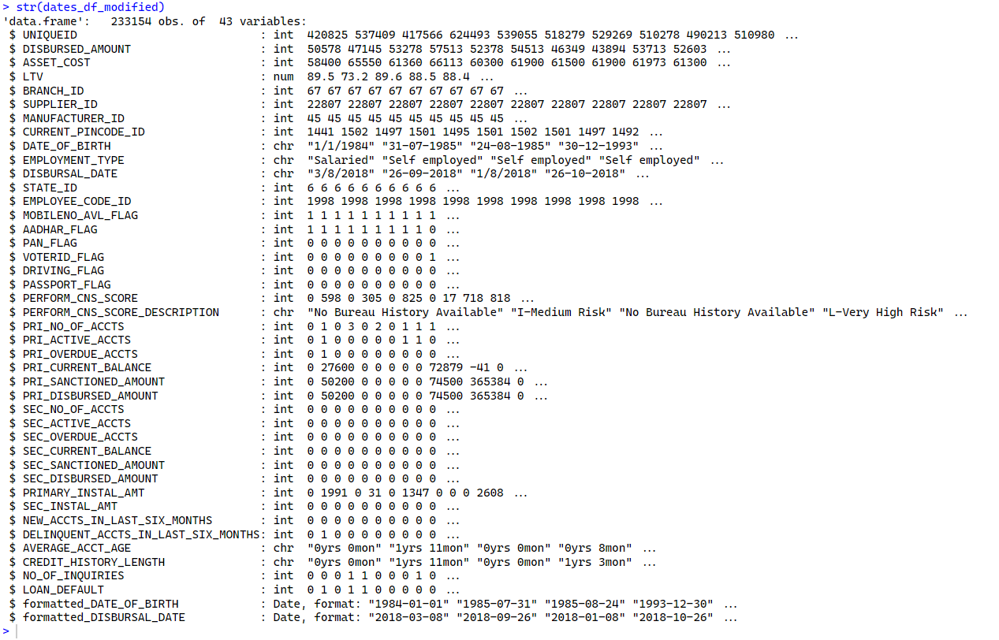 > str(dates_df_modified)
'data.frame':   233154 obs. of  43 variables:
 $ UNIQUEID                           : int  420825 537409 417566 624493 539055 518279 529269 510278 490213 510980 ...
 $ DISBURSED_AMOUNT                   : int  50578 47145 53278 57513 52378 54513 46349 43894 53713 52603 ...
 $ ASSET_COST                         : int  58400 65550 61360 66113 60300 61900 61500 61900 61973 61300 ...
 $ LTV                                : num  89.5 73.2 89.6 88.5 88.4 ...
 $ BRANCH_ID                          : int  67 67 67 67 67 67 67 67 67 67 ...
 $ SUPPLIER_ID                        : int  22807 22807 22807 22807 22807 22807 22807 22807 22807 22807 ...
 $ MANUFACTURER_ID                    : int  45 45 45 45 45 45 45 45 45 45 ...
 $ CURRENT_PINCODE_ID                 : int  1441 1502 1497 1501 1495 1501 1502 1501 1497 1492 ...
 $ DATE_OF_BIRTH                      : chr  "1/1/1984" "31-07-1985" "24-08-1985" "30-12-1993" ...
 $ EMPLOYMENT_TYPE                    : chr  "Salaried" "Self employed" "Self employed" "Self employed" ...
 $ DISBURSAL_DATE                     : chr  "3/8/2018" "26-09-2018" "1/8/2018" "26-10-2018" ...
 $ STATE_ID                           : int  6 6 6 6 6 6 6 6 6 6 ...
 $ EMPLOYEE_CODE_ID                   : int  1998 1998 1998 1998 1998 1998 1998 1998 1998 1998 ...
 $ MOBILENO_AVL_FLAG                  : int  1 1 1 1 1 1 1 1 1 1 ...
 $ AADHAR_FLAG                        : int  1 1 1 1 1 1 1 1 1 0 ...
 $ PAN_FLAG                           : int  0 0 0 0 0 0 0 0 0 0 ...
 $ VOTERID_FLAG                       : int  0 0 0 0 0 0 0 0 0 1 ...
 $ DRIVING_FLAG                       : int  0 0 0 0 0 0 0 0 0 0 ...
 $ PASSPORT_FLAG                      : int  0 0 0 0 0 0 0 0 0 0 ...
 $ PERFORM_CNS_SCORE                  : int  0 598 0 305 0 825 0 17 718 818 ...
 $ PERFORM_CNS_SCORE_DESCRIPTION      : chr  "No Bureau History Available" "I-Medium Risk" "No Bureau History Available" "L-Very High Risk" ...
 $ PRI_NO_OF_ACCTS                    : int  0 1 0 3 0 2 0 1 1 1 ...
 $ PRI_ACTIVE_ACCTS                   : int  0 1 0 0 0 0 0 1 1 0 ...
 $ PRI_OVERDUE_ACCTS                  : int  0 1 0 0 0 0 0 0 0 0 ...
 $ PRI_CURRENT_BALANCE                : int  0 27600 0 0 0 0 0 72879 -41 0 ...
 $ PRI_SANCTIONED_AMOUNT              : int  0 50200 0 0 0 0 0 74500 365384 0 ...
 $ PRI_DISBURSED_AMOUNT               : int  0 50200 0 0 0 0 0 74500 365384 0 ...
 $ SEC_NO_OF_ACCTS                    : int  0 0 0 0 0 0 0 0 0 0 ...
 $ SEC_ACTIVE_ACCTS                   : int  0 0 0 0 0 0 0 0 0 0 ...
 $ SEC_OVERDUE_ACCTS                  : int  0 0 0 0 0 0 0 0 0 0 ...
 $ SEC_CURRENT_BALANCE                : int  0 0 0 0 0 0 0 0 0 0 ...
 $ SEC_SANCTIONED_AMOUNT              : int  0 0 0 0 0 0 0 0 0 0 ...
 $ SEC_DISBURSED_AMOUNT               : int  0 0 0 0 0 0 0 0 0 0 ...
 $ PRIMARY_INSTAL_AMT                 : int  0 1991 0 31 0 1347 0 0 0 2608 ...
 $ SEC_INSTAL_AMT                     : int  0 0 0 0 0 0 0 0 0 0 ...
 $ NEW_ACCTS_IN_LAST_SIX_MONTHS       : int  0 0 0 0 0 0 0 0 0 0 ...
 $ DELINQUENT_ACCTS_IN_LAST_SIX_MONTHS: int  0 1 0 0 0 0 0 0 0 0 ...
 $ AVERAGE_ACCT_AGE                   : chr  "0yrs 0mon" "1yrs 11mon" "0yrs 0mon" "0yrs 8mon" ...
 $ CREDIT_HISTORY_LENGTH              : chr  "0yrs 0mon" "1yrs 11mon" "0yrs 0mon" "1yrs 3mon" ...
 $ NO_OF_INQUIRIES                    : int  0 0 0 1 1 0 0 0 1 0 ...
 $ LOAN_DEFAULT                       : int  0 1 0 1 1 0 0 0 0 0 ...
 $ formatted_DATE_OF_BIRTH            : Date, format: "1984-01-01" "1985-07-31" "1985-08-24" "1993-12-30" ...
 $ formatted_DISBURSAL_DATE           : Date, format: "2018-03-08" "2018-09-26" "2018-01-08" "2018-10-26" ...
>